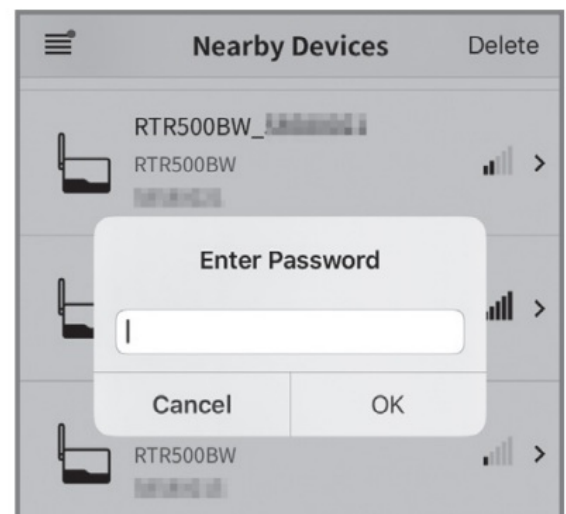 Nearby Devices Delete
RTR500BW_
RTR500BW
Enter Password
Cancel OK
RTR500BW